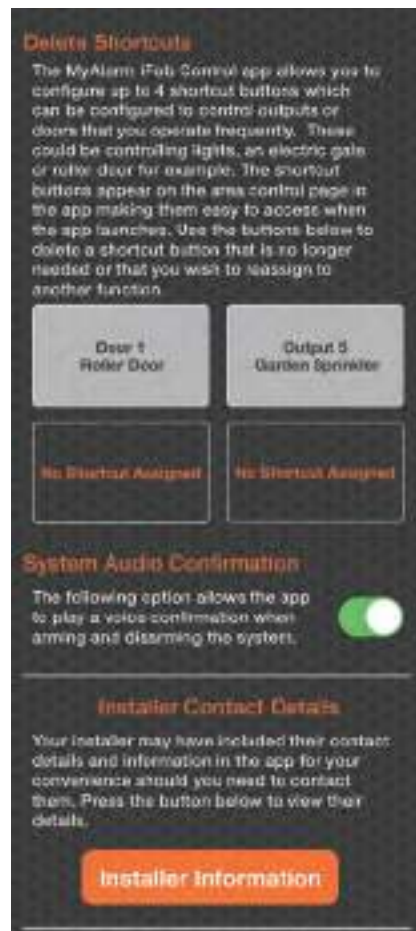 Delete Shortcuts
The MyAlarm iFob Control app allows you to
configure up to 4 shortcut buttons which
can be configured to control outputs or
doors that you operate frequently. These
could be controlling lights, an electric gate
or roller door for example. The shortcut
buttons appear on the area control page in
the app making them easy to access when
the app launches. Use the buttons below to
delete a shortcut button that is no longer
needed or that you wish to reassign to
another function
Door 1
Roller Door
Output 5
Garden Sprinkler
No Shortcut Assigned
No Shortcut Assigned
System Audio Confirmation
The following option allows the app
to play a voice confirmation when
arming and disarming the system.
Installer Contact Details
Your installer may have included their contact
details and information in the app for your
convenience should you need to contact
them. Press the button below to view their
details.
Installer Information